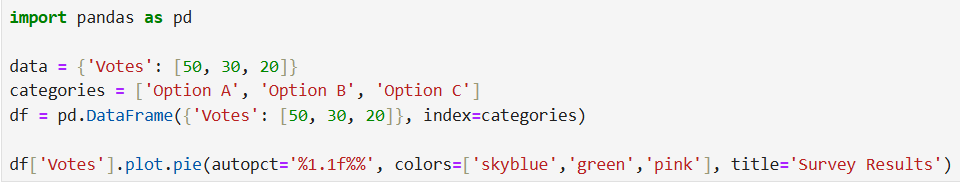 import pandas as pd
data = {'Votes': [50, 30, 20]}
categories = ['Option A', 'Option B', 'Option C']
df = pd.DataFrame({'Votes': [50, 30, 20]}, index=categories)
df['Votes'].plot.pie(autopct='%1.1f%%', colors=['skyblue','green','pink'], title='Survey Results')